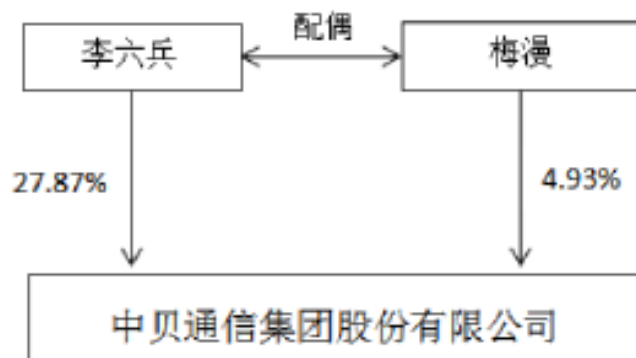 配偶
李六兵
梅漫
27.87%
4.93%
中贝通信集团股份有限公司